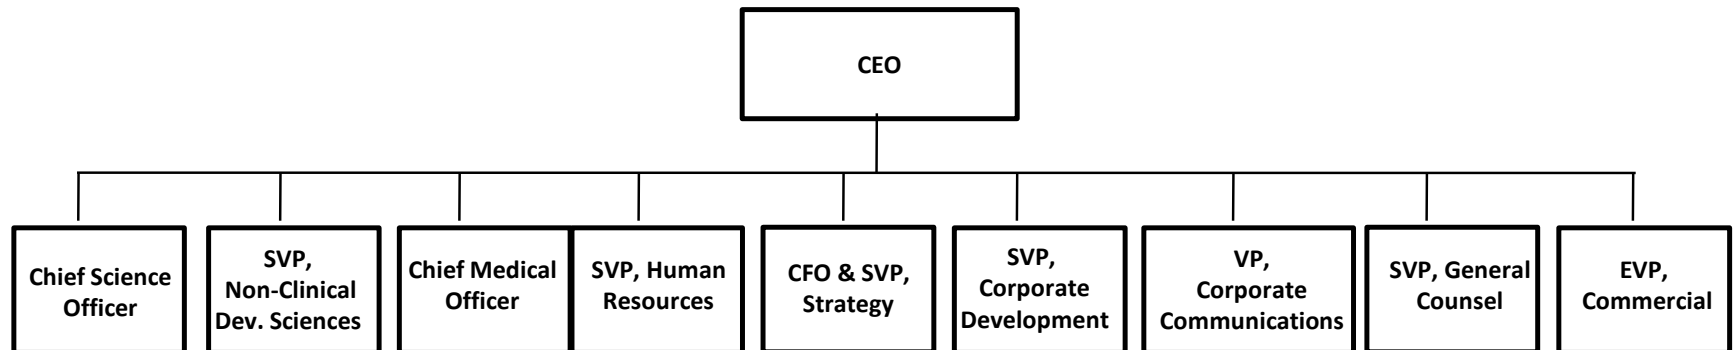 CEO
Chief Science
Officer
SVP,
Non-Clinical
Dev. Sciences
Chief Medical
Officer
SVP, Human
Resources
CFO & SVP,
Strategy
SVP,
Corporate
Development
VP,
Corporate
Communications
SVP, General
Counsel
EVP,
Commercial